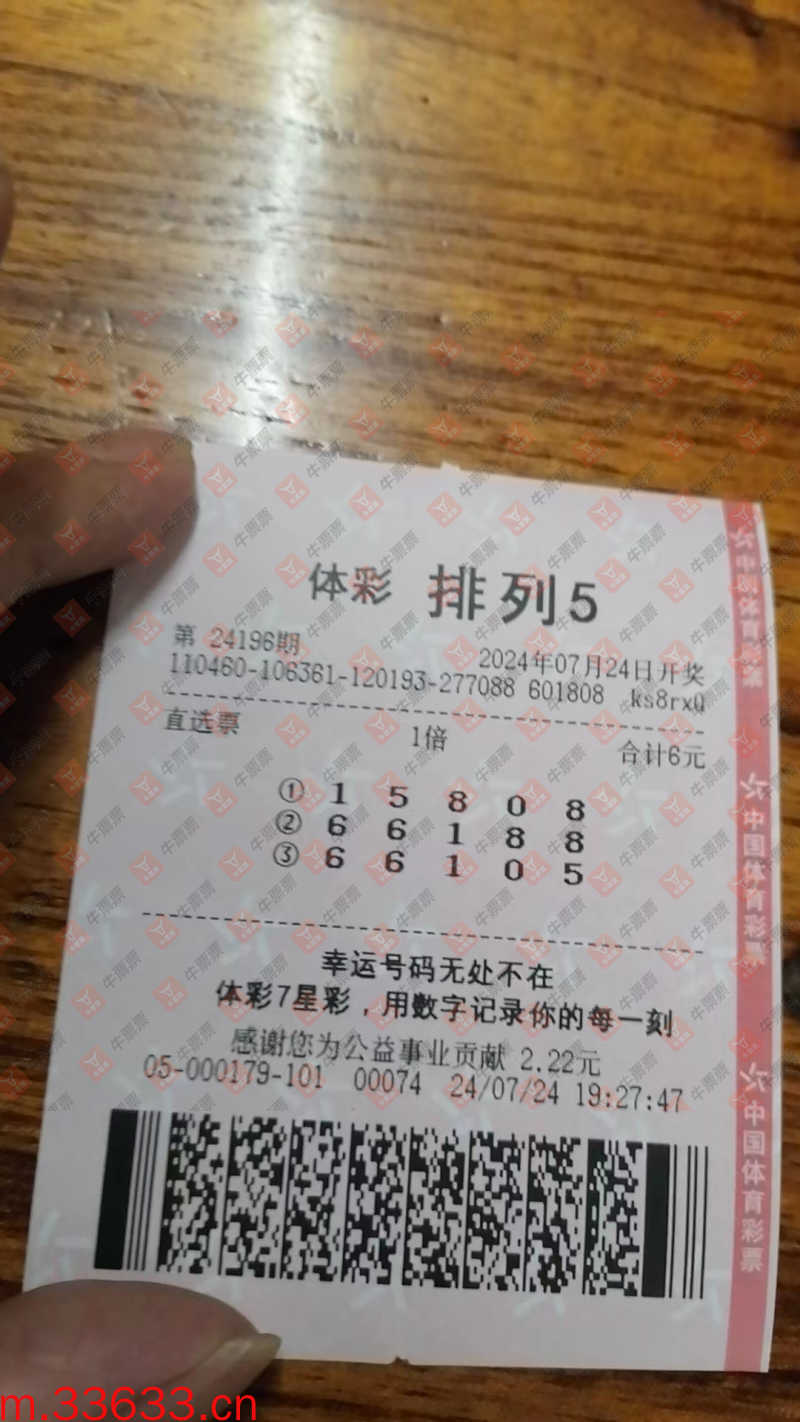 体彩 排列5
第 24196期 2024年07月24日开奖
110460-106361-120193-277088 601808 ks8rxQ
直选票 1倍 合计6元
① 1 5 8 0 8
② 6 6 1 8 8
③ 6 6 1 0 5
幸运号码无处不在
体彩7星彩，用数字记录你的每一刻
感谢您为公益事业贡献 2.22元
05-000179-101 00074 24/07/24 19:27:47
中国体育彩票
中国体育彩票
中国体育彩票
牛票票
m.33633.cn